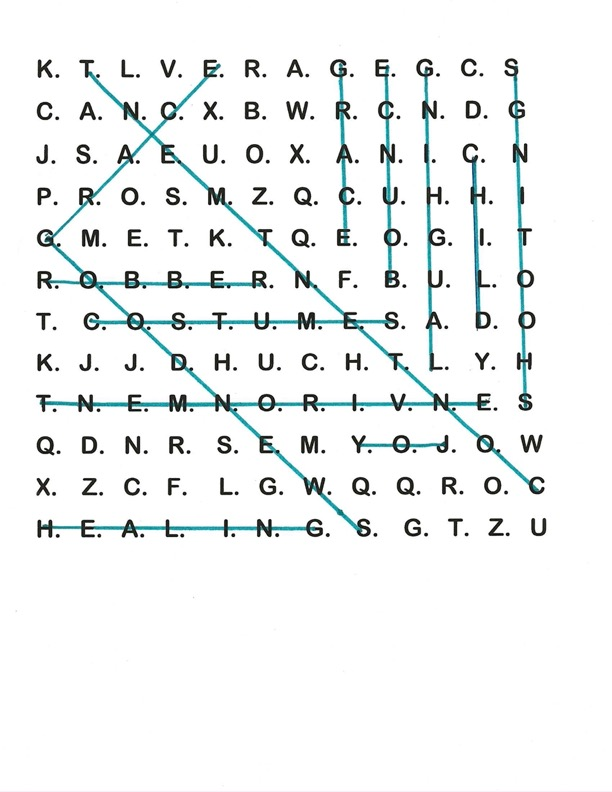 K. T. L. V. E. R. A. G. E. G. C. S
C. A. N. C. X. B. W. R. C. N. D. G
J. S. A. E. U. O. X. A. N. I. C. N
P. R. O. S. M. Z. Q. C. U. H. H. I
G. M. E. T. K. T Q. E. O. G. I. T
R. O. B. B. E. R. N. F. B. U. L. O
T. C. O. S. T. U. M. E. S. A. D. O
K. J. J. D. H. U. C. H. T. L. Y. H
T. N. E. M. N. O. R. I. V. N. E. S
Q. D. N. R. S. E. M. Y. O. J. O. W
X. Z. C. F. L. G. W. Q. Q. R. O. C
H. E. A. L. I. N. G. S. G. T. Z. U